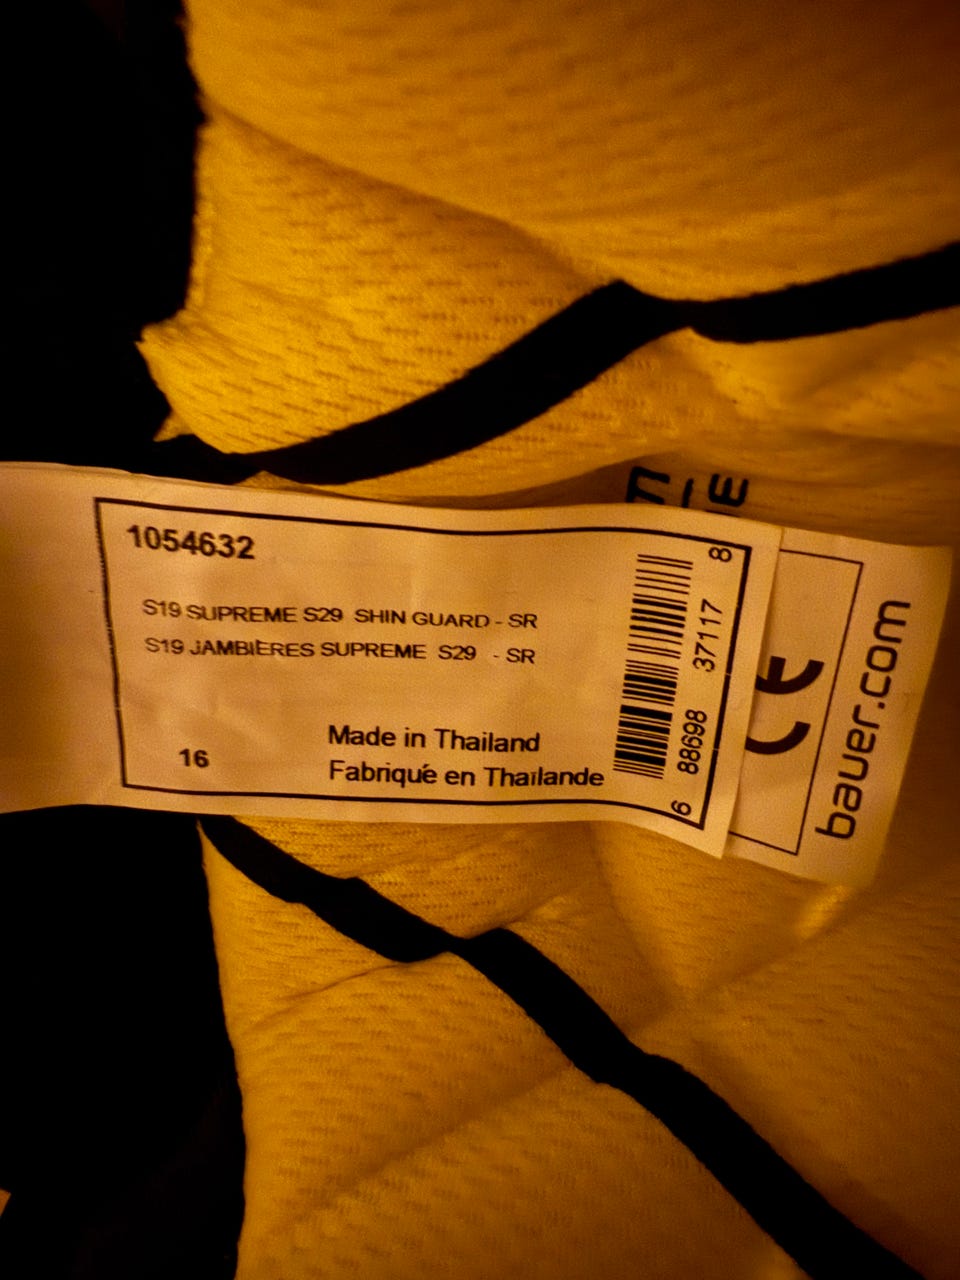 1054632
S19 SUPREME S29 SHIN GUARD - SR
S19 JAMBIÈRES SUPREME S29 - SR
16
Made in Thailand
Fabriqué en Thaïlande
6 88698 37117 8
CE
bauer.com